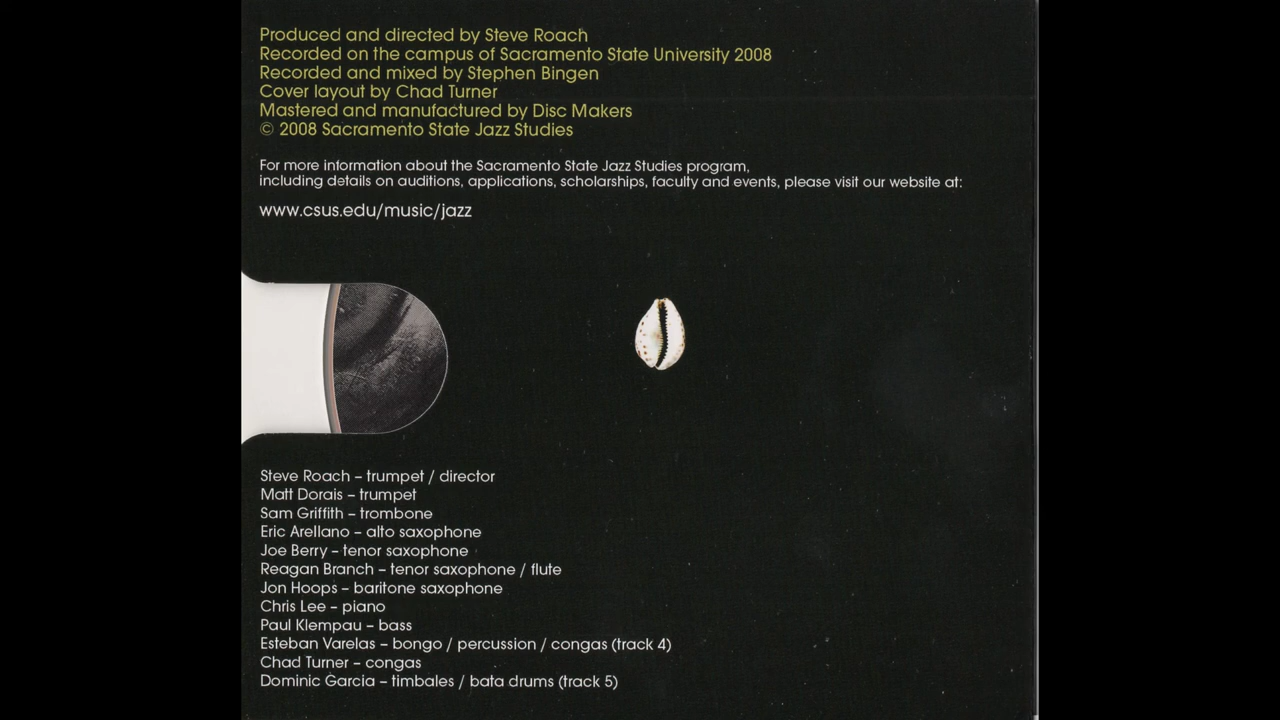 Produced and directed by Steve Roach
Recorded on the campus of Sacramento State University 2008
Recorded and mixed by Stephen Bingen
Cover layout by Chad Turner
Mastered and manufactured by Disc Makers
© 2008 Sacramento State Jazz Studies
For more information about the Sacramento State Jazz Studies program,
including details on auditions, applications, scholarships, faculty and events, please visit our website at:
www.csus.edu/music/jazz
Steve Roach – trumpet / director
Matt Dorais – trumpet
Sam Griffith – trombone
Eric Arellano – alto saxophone
Joe Berry – tenor saxophone
Reagan Branch – tenor saxophone / flute
Jon Hoops – baritone saxophone
Chris Lee – piano
Paul Klempau – bass
Esteban Varelas – bongo / percussion / congas (track 4)
Chad Turner – congas
Dominic Garcia – timbales / bata drums (track 5)